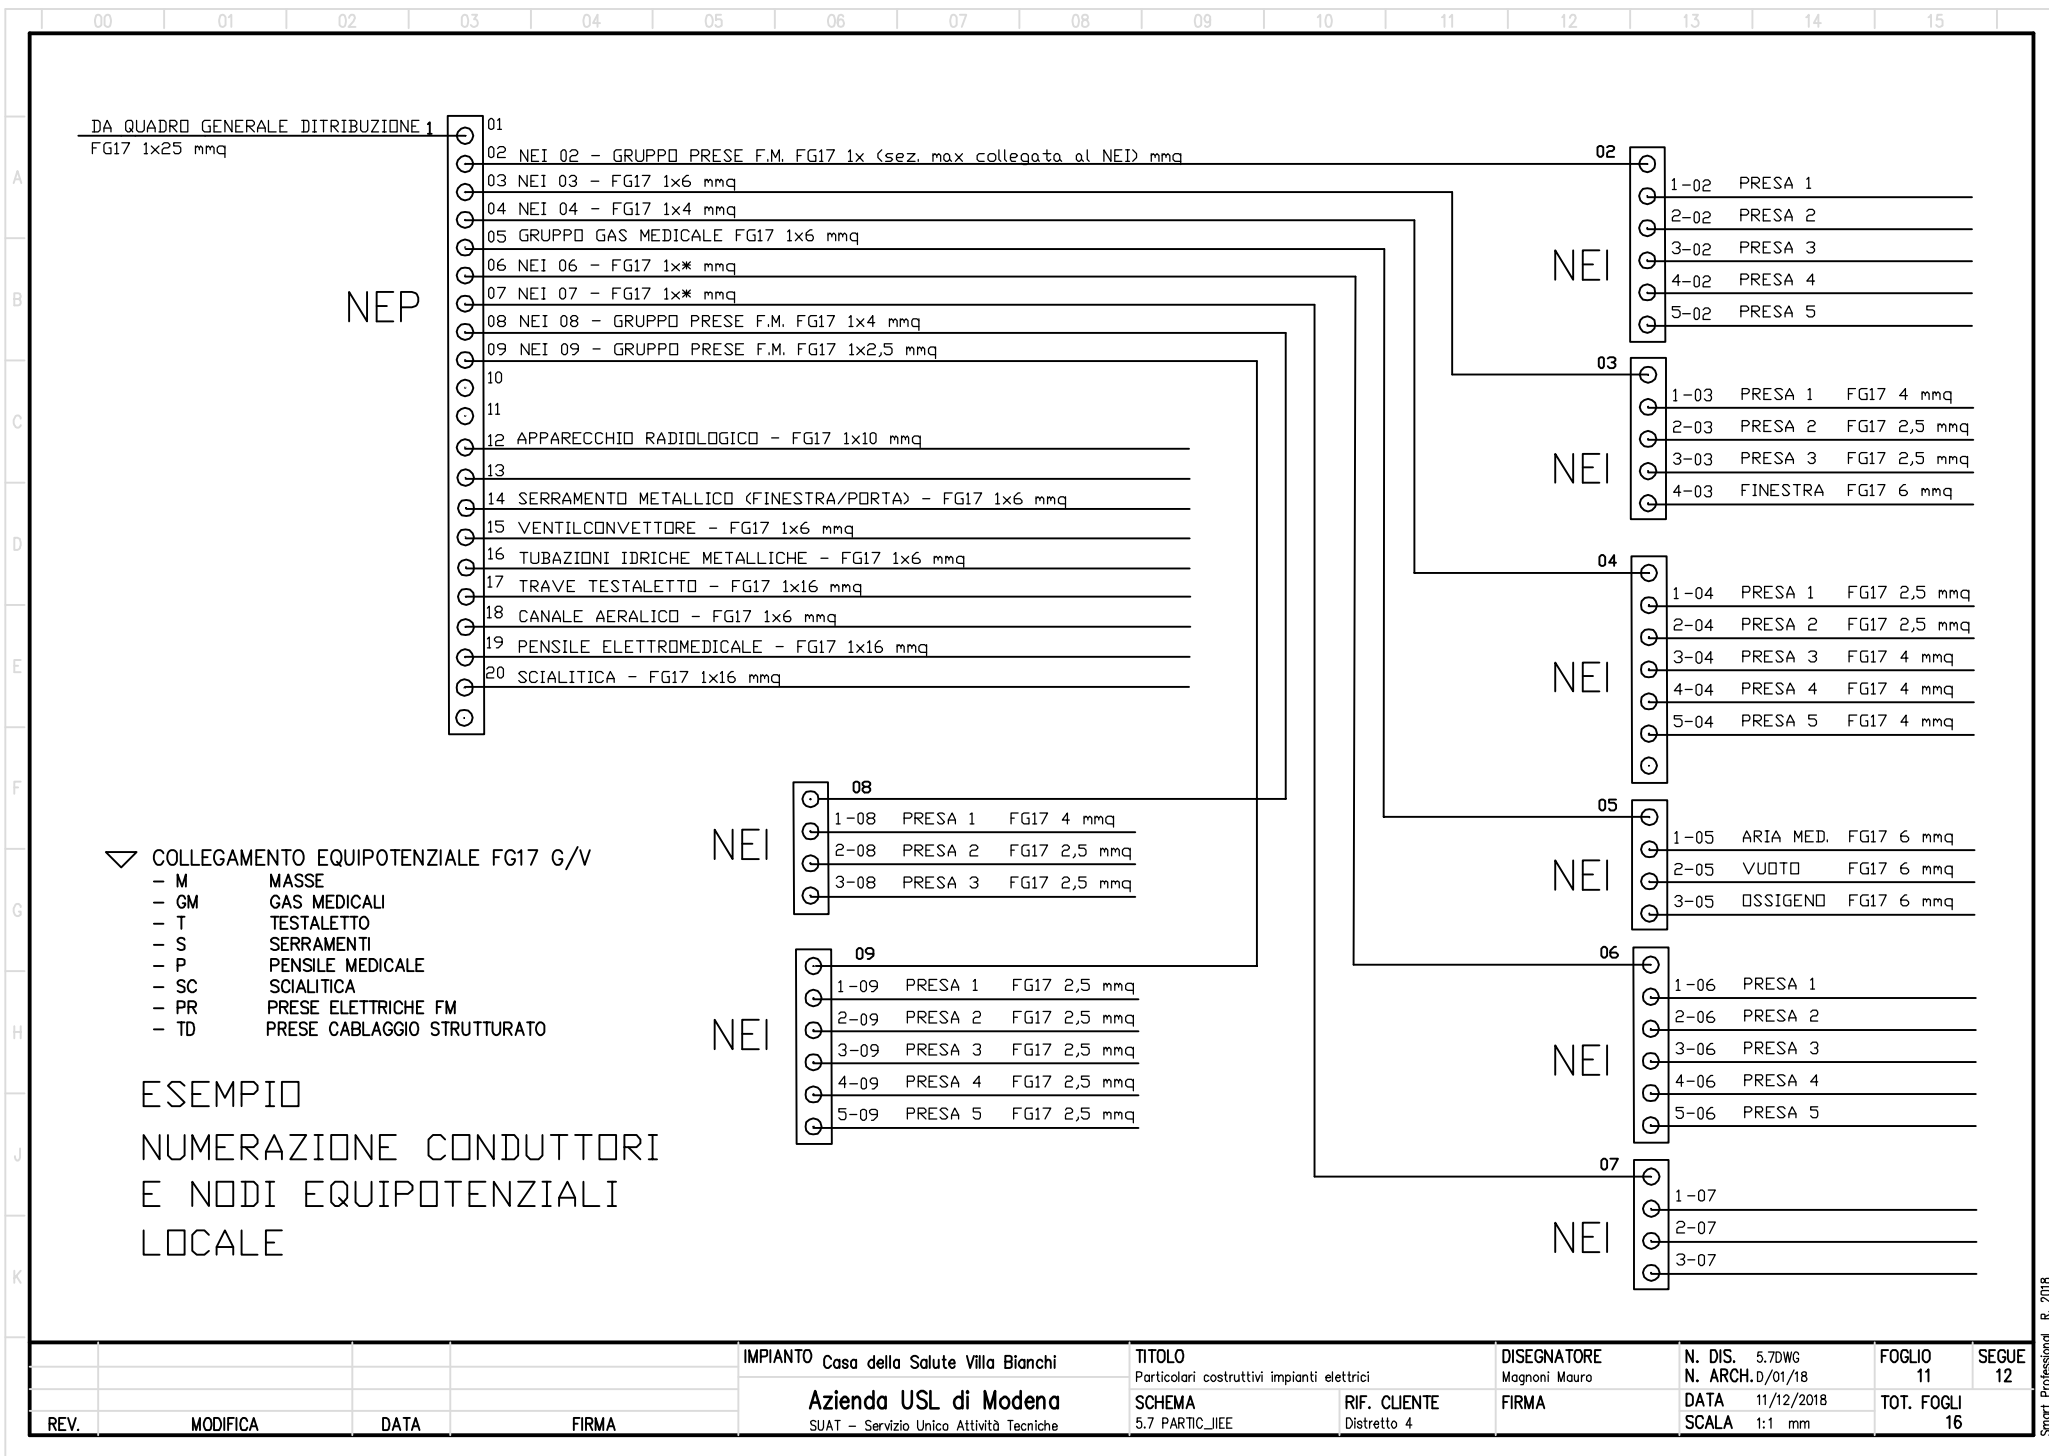 00 01 02 03 04 05 06 07 08 09 10 11 12 13 14 15
A
B
C
D
E
F
G
H
J
K
DA QUADRO GENERALE DITRIBUZIONE 1
FG17 1x25 mmq
NEP
01
02 NEI 02 - GRUPPO PRESE F.M. FG17 1x (sez. max collegata al NEI) mmq
03 NEI 03 - FG17 1x6 mmq
04 NEI 04 - FG17 1x4 mmq
05 GRUPPO GAS MEDICALE FG17 1x6 mmq
06 NEI 06 - FG17 1x* mmq
07 NEI 07 - FG17 1x* mmq
08 NEI 08 - GRUPPO PRESE F.M. FG17 1x4 mmq
09 NEI 09 - GRUPPO PRESE F.M. FG17 1x2,5 mmq
10
11
12 APPARECCHIO RADIOLOGICO - FG17 1x10 mmq
13
14 SERRAMENTO METALLICO (FINESTRA/PORTA) - FG17 1x6 mmq
15 VENTILCONVETTORE - FG17 1x6 mmq
16 TUBAZIONI IDRICHE METALLICHE - FG17 1x6 mmq
17 TRAVE TESTALETTO - FG17 1x16 mmq
18 CANALE AERALICO - FG17 1x6 mmq
19 PENSILE ELETTROMEDICALE - FG17 1x16 mmq
20 SCIALITICA - FG17 1x16 mmq
02
NEI
1-02 PRESA 1
2-02 PRESA 2
3-02 PRESA 3
4-02 PRESA 4
5-02 PRESA 5
03
NEI
1-03 PRESA 1 FG17 4 mmq
2-03 PRESA 2 FG17 2,5 mmq
3-03 PRESA 3 FG17 2,5 mmq
4-03 FINESTRA FG17 6 mmq
04
NEI
1-04 PRESA 1 FG17 2,5 mmq
2-04 PRESA 2 FG17 2,5 mmq
3-04 PRESA 3 FG17 4 mmq
4-04 PRESA 4 FG17 4 mmq
5-04 PRESA 5 FG17 4 mmq
05
NEI
1-05 ARIA MED. FG17 6 mmq
2-05 VUOTO FG17 6 mmq
3-05 OSSIGENO FG17 6 mmq
06
NEI
1-06 PRESA 1
2-06 PRESA 2
3-06 PRESA 3
4-06 PRESA 4
5-06 PRESA 5
07
NEI
1-07
2-07
3-07
08
NEI
1-08 PRESA 1 FG17 4 mmq
2-08 PRESA 2 FG17 2,5 mmq
3-08 PRESA 3 FG17 2,5 mmq
09
NEI
1-09 PRESA 1 FG17 2,5 mmq
2-09 PRESA 2 FG17 2,5 mmq
3-09 PRESA 3 FG17 2,5 mmq
4-09 PRESA 4 FG17 2,5 mmq
5-09 PRESA 5 FG17 2,5 mmq
COLLEGAMENTO EQUIPOTENZIALE FG17 G/V
- M MASSE
- GM GAS MEDICALI
- T TESTALETTO
- S SERRAMENTI
- P PENSILE MEDICALE
- SC SCIALITICA
- PR PRESE ELETTRICHE FM
- TD PRESE CABLAGGIO STRUTTURATO
ESEMPIO
NUMERAZIONE CONDUTTORI
E NODI EQUIPOTENZIALI
LOCALE
REV. MODIFICA DATA FIRMA
IMPIANTO Casa della Salute Villa Bianchi
Azienda USL di Modena
SUAT - Servizio Unico Attività Tecniche
TITOLO
Particolari costruttivi impianti elettrici
SCHEMA
5.7 PARTIC_IIEE
RIF. CLIENTE
Distretto 4
DISEGNATORE
Magnoni Mauro
FIRMA
N. DIS. 5.7DWG
N. ARCH. D/01/18
DATA 11/12/2018
SCALA 1:1 mm
FOGLIO
11
SEGUE
12
TOT. FOGLI
16
Smart Professional R. 2018